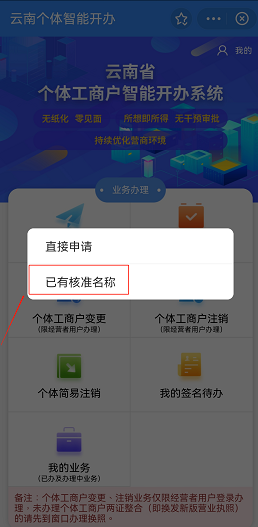 云南个体智能开办
我的
云南省
个体工商户智能开办系统
无纸化 零见面 所想即所得 无干预审批
持续优化营商环境
业务办理
直接申请
已有核准名称
个体工商户变更
(限经营者用户办理)
个体工商户注销
(限经营者用户办理)
个体简易注销
我的签名待办
我的业务
(已办及办理中业务)
备注：个体工商户变更、注销业务仅限经营者用户登录办
理。未办理个体工商户两证整合（即换发新版营业执照）
的请先到窗口办理换照。